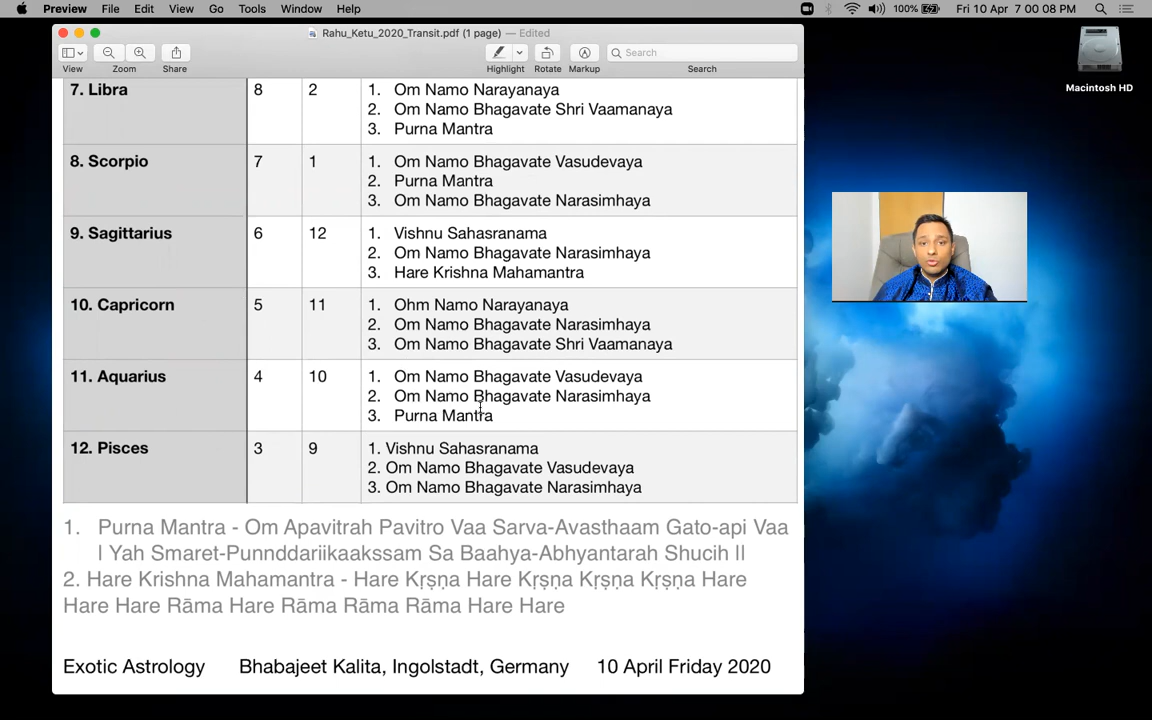 Preview File Edit View Go Tools Window Help 100% Fri 10 Apr 7 00 08 PM
Rahu_Ketu_2020_Transit.pdf (1 page) — Edited
Search
View Zoom Share Highlight Rotate Markup Search
Macintosh HD
7. Libra 8 2 1. Om Namo Narayanaya
2. Om Namo Bhagavate Shri Vaamanaya
3. Purna Mantra
8. Scorpio 7 1 1. Om Namo Bhagavate Vasudevaya
2. Purna Mantra
3. Om Namo Bhagavate Narasimhaya
9. Sagittarius 6 12 1. Vishnu Sahasranama
2. Om Namo Bhagavate Narasimhaya
3. Hare Krishna Mahamantra
10. Capricorn 5 11 1. Ohm Namo Narayanaya
2. Om Namo Bhagavate Narasimhaya
3. Om Namo Bhagavate Shri Vaamanaya
11. Aquarius 4 10 1. Om Namo Bhagavate Vasudevaya
2. Om Namo Bhagavate Narasimhaya
3. Purna Mantra
12. Pisces 3 9 1. Vishnu Sahasranama
2. Om Namo Bhagavate Vasudevaya
3. Om Namo Bhagavate Narasimhaya
1. Purna Mantra - Om Apavitrah Pavitro Vaa Sarva-Avasthaam Gato-api Vaa
| Yah Smaret-Punnddariikaakssam Sa Baahya-Abhyantarah Shucih ||
2. Hare Krishna Mahamantra - Hare Kṛṣṇa Hare Kṛṣṇa Kṛṣṇa Kṛṣṇa Hare
Hare Hare Rāma Hare Rāma Rāma Rāma Hare Hare
Exotic Astrology Bhabajeet Kalita, Ingolstadt, Germany 10 April Friday 2020